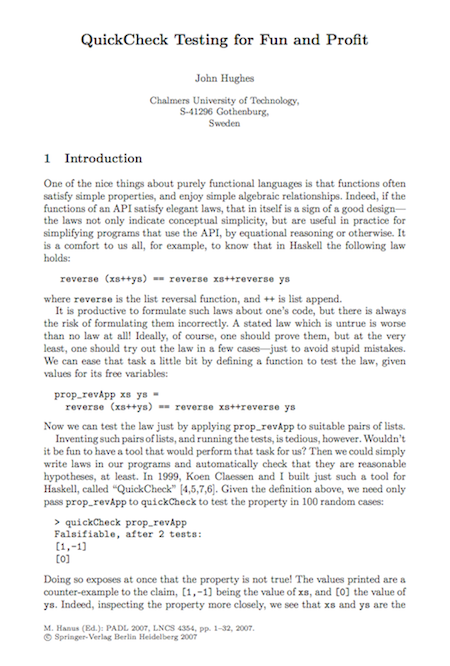 QuickCheck Testing for Fun and Profit
John Hughes
Chalmers University of Technology,
S-41296 Gothenburg,
Sweden
1 Introduction
One of the nice things about purely functional languages is that functions often
satisfy simple properties, and enjoy simple algebraic relationships. Indeed, if the
functions of an API satisfy elegant laws, that in itself is a sign of a good design—
the laws not only indicate conceptual simplicity, but are useful in practice for
simplifying programs that use the API, by equational reasoning or otherwise. It
is a comfort to us all, for example, to know that in Haskell the following law
holds:
reverse (xs++ys) == reverse xs++reverse ys
where reverse is the list reversal function, and ++ is list append.
It is productive to formulate such laws about one's code, but there is always
the risk of formulating them incorrectly. A stated law which is untrue is worse
than no law at all! Ideally, of course, one should prove them, but at the very
least, one should try out the law in a few cases—just to avoid stupid mistakes.
We can ease that task a little bit by defining a function to test the law, given
values for its free variables:
prop_revApp xs ys =
reverse (xs++ys) == reverse xs++reverse ys
Now we can test the law just by applying prop_revApp to suitable pairs of lists.
Inventing such pairs of lists, and running the tests, is tedious, however. Wouldn't
it be fun to have a tool that would perform that task for us? Then we could simply
write laws in our programs and automatically check that they are reasonable
hypotheses, at least. In 1999, Koen Claessen and I built just such a tool for
Haskell, called "QuickCheck" [4,5,7,6]. Given the definition above, we need only
pass prop_revApp to quickCheck to test the property in 100 random cases:
> quickCheck prop_revApp
Falsifiable, after 2 tests:
[1,-1]
[0]
Doing so exposes at once that the property is not true! The values printed are a
counter-example to the claim, [1,-1] being the value of xs, and [0] the value of
ys. Indeed, inspecting the property more closely, we see that xs and ys are the
M. Hanus (Ed.): PADL 2007, LNCS 4354, pp. 1–32, 2007.
© Springer-Verlag Berlin Heidelberg 2007